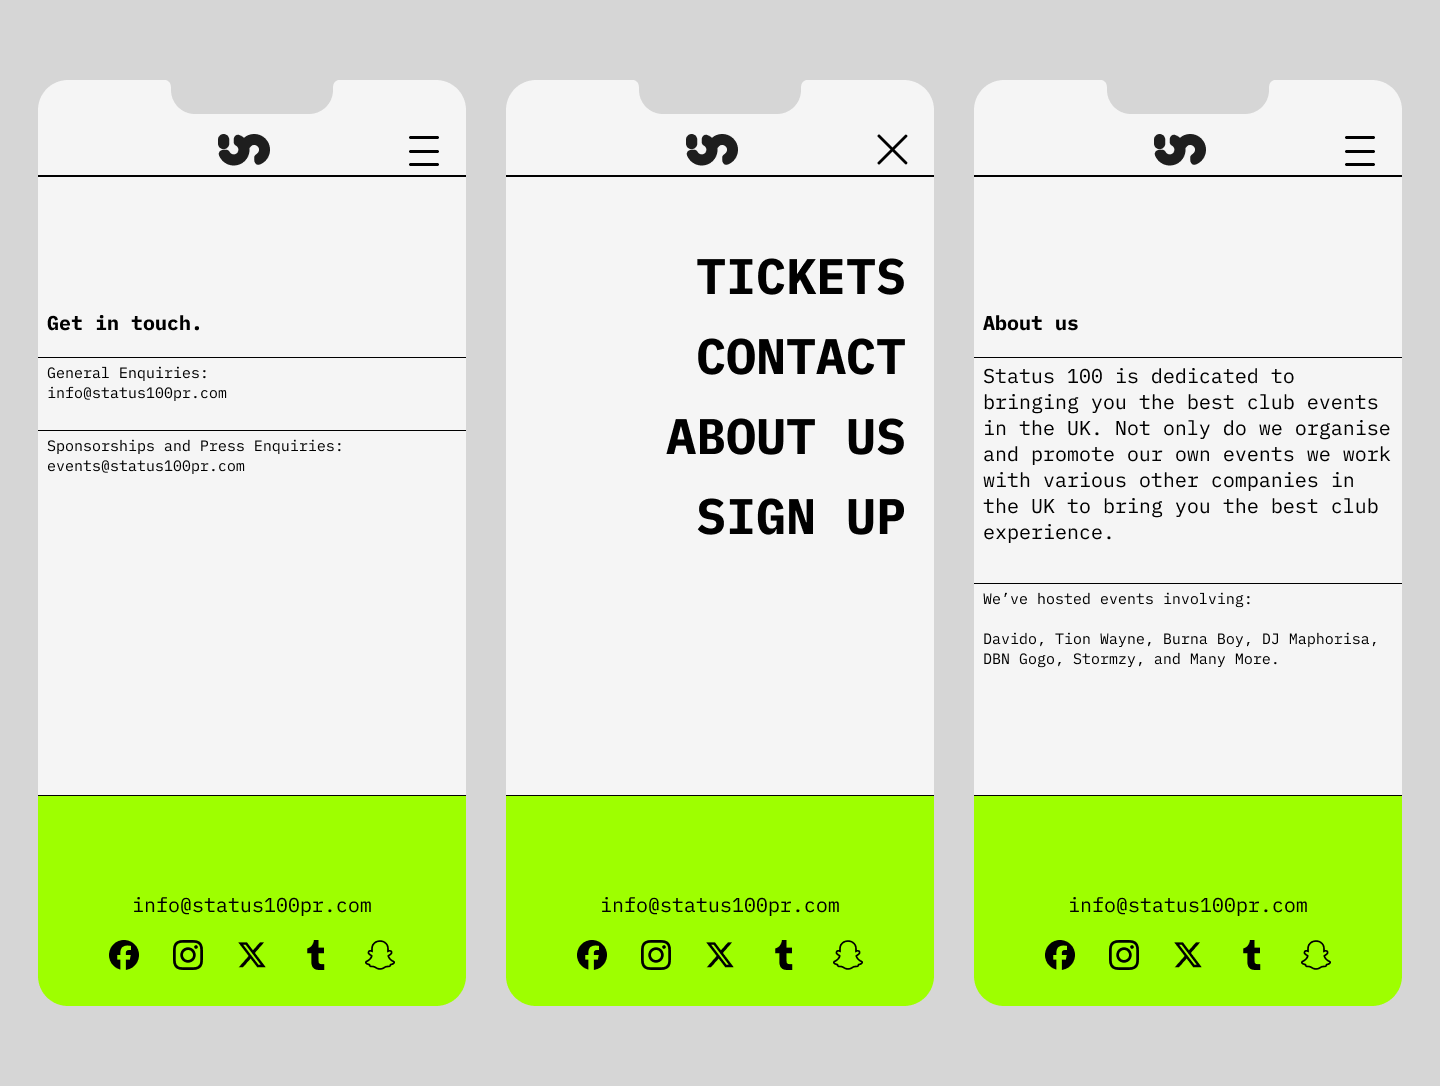 Get in touch.
General Enquiries:
info@status100pr.com
Sponsorships and Press Enquiries:
events@status100pr.com
info@status100pr.com
TICKETS
CONTACT
ABOUT US
SIGN UP
info@status100pr.com
About us
Status 100 is dedicated to
bringing you the best club events
in the UK. Not only do we organise
and promote our own events we work
with various other companies in
the UK to bring you the best club
experience.
We’ve hosted events involving:
Davido, Tion Wayne, Burna Boy, DJ Maphorisa,
DBN Gogo, Stormzy, and Many More.
info@status100pr.com